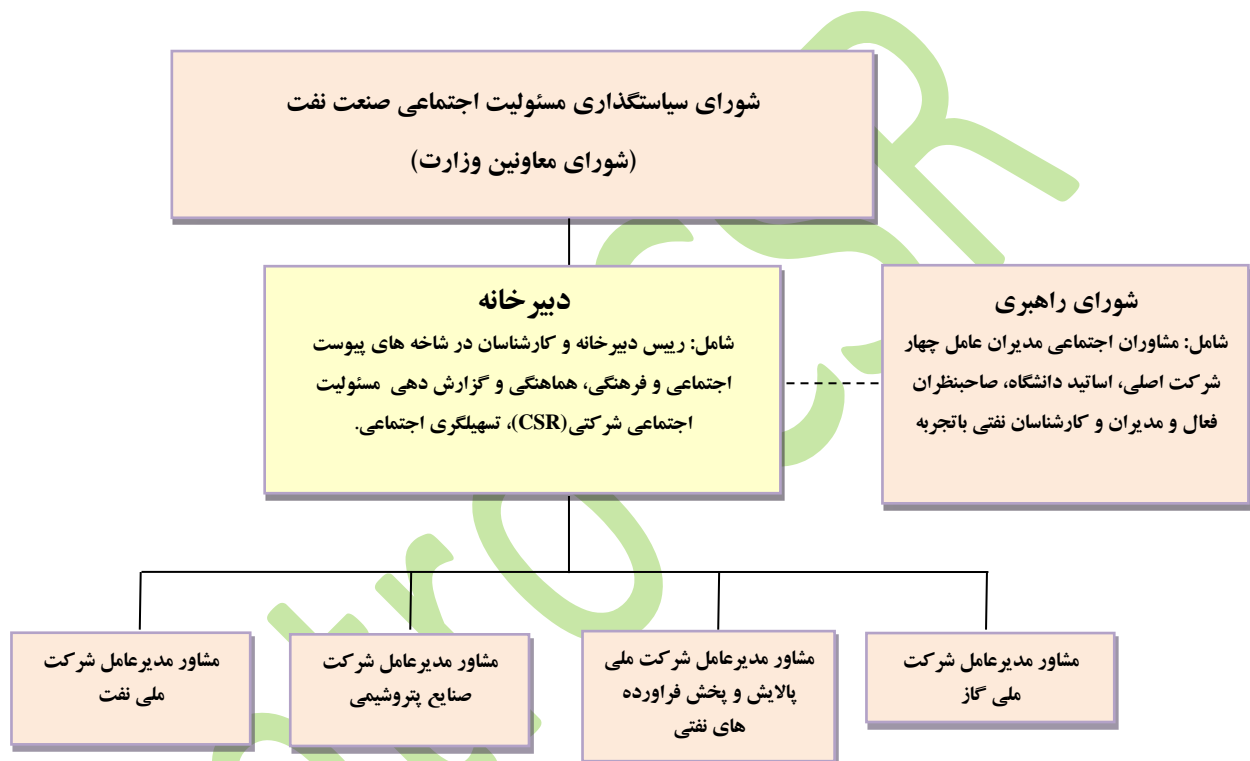 شورای سیاستگذاری مسئولیت اجتماعی صنعت نفت
(شورای معاونین وزارت)
شورای راهبری
شامل: مشاوران اجتماعی مدیران عامل چهار
شرکت اصلی، اساتید دانشگاه، صاحبنظران
فعال و مدیران و کارشناسان نفتی باتجربه
دبیرخانه
شامل: رییس دبیرخانه و کارشناسان در شاخه های پیوست
اجتماعی و فرهنگی، هماهنگی و گزارش دهی مسئولیت
اجتماعی شرکتی(CSR)، تسهیلگری اجتماعی.
مشاور مدیرعامل شرکت
ملی گاز
مشاور مدیرعامل شرکت ملی
پالایش و پخش فراورده
های نفتی
مشاور مدیرعامل شرکت
صنایع پتروشیمی
مشاور مدیرعامل شرکت
ملی نفت
CSR